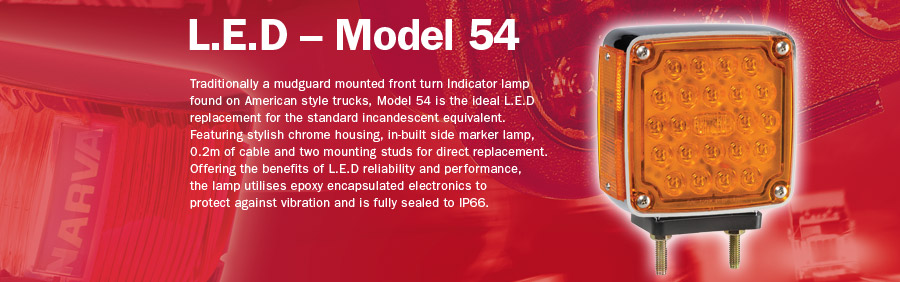 L.E.D – Model 54
Traditionally a mudguard mounted front turn Indicator lamp
found on American style trucks, Model 54 is the ideal L.E.D
replacement for the standard incandescent equivalent.
Featuring stylish chrome housing, in-built side marker lamp,
0.2m of cable and two mounting studs for direct replacement.
Offering the benefits of L.E.D reliability and performance,
the lamp utilises epoxy encapsulated electronics to
protect against vibration and is fully sealed to IP66.
NARVA